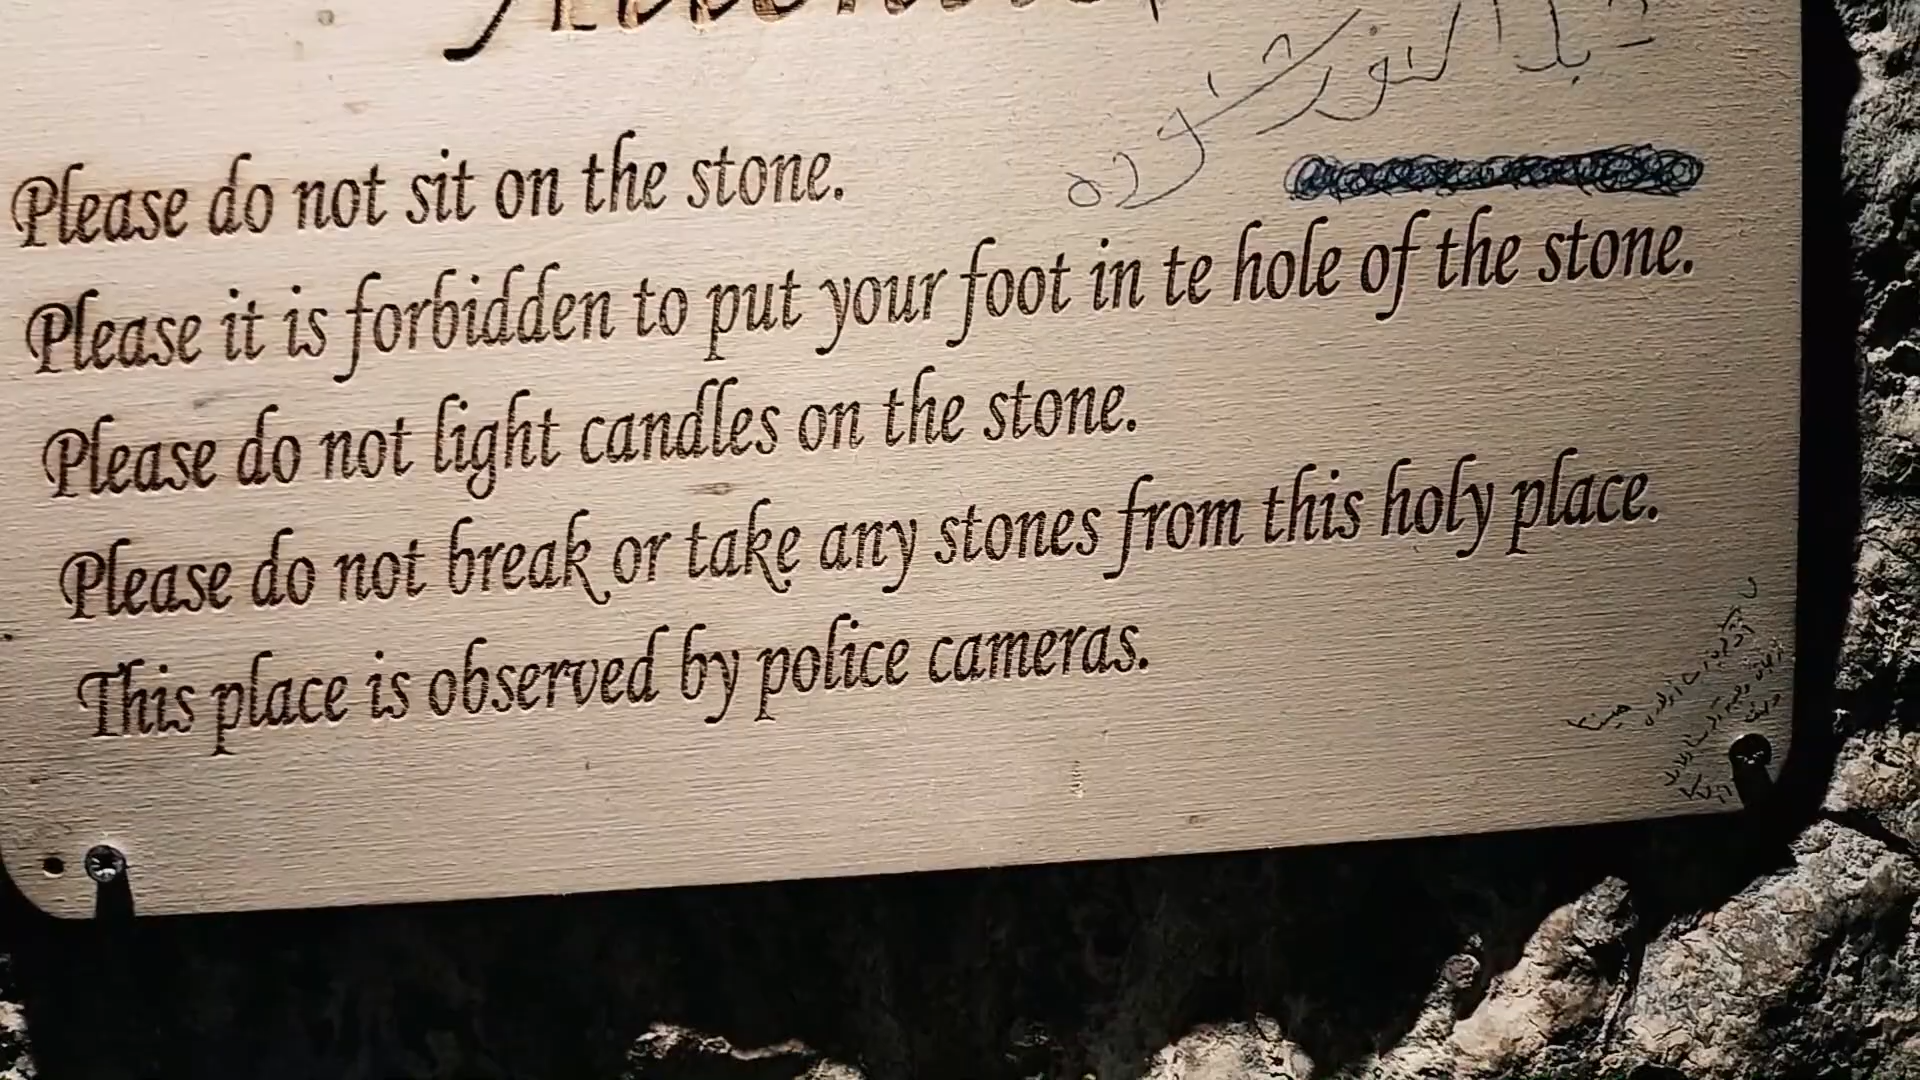 Please do not sit on the stone.
Please it is forbidden to put your foot in te hole of the stone.
Please do not light candles on the stone.
Please do not break or take any stones from this holy place.
This place is observed by police cameras.